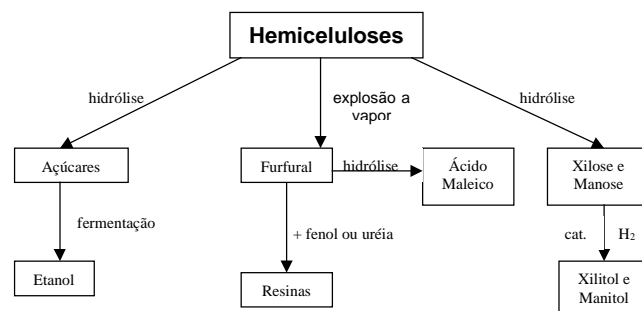 Hemiceluloses
hidrólise
explosão a
vapor
hidrólise
Açúcares
Furfural
hidrólise
Ácido
Maleico
Xilose e
Manose
fermentação
+ fenol ou uréia
cat.
H₂
Etanol
Resinas
Xilitol e
Manitol